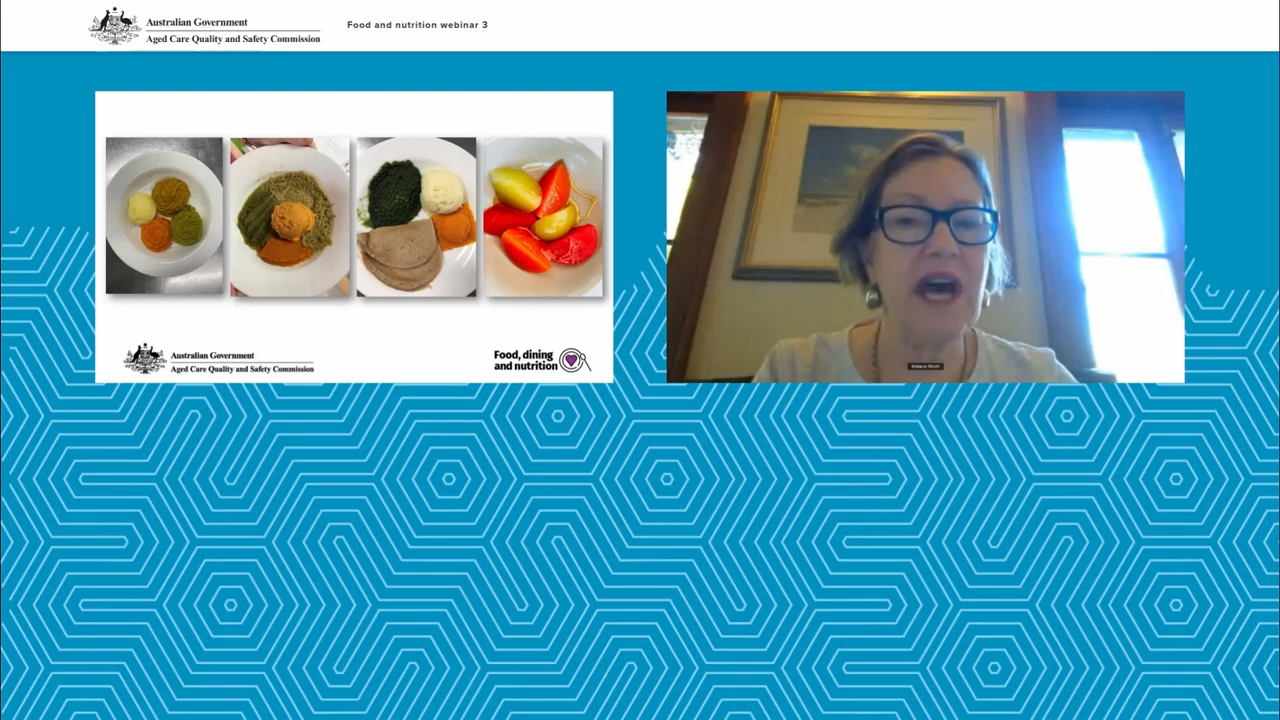 Australian Government
Aged Care Quality and Safety Commission
Food and nutrition webinar 3
Australian Government
Aged Care Quality and Safety Commission
Food, dining
and nutrition